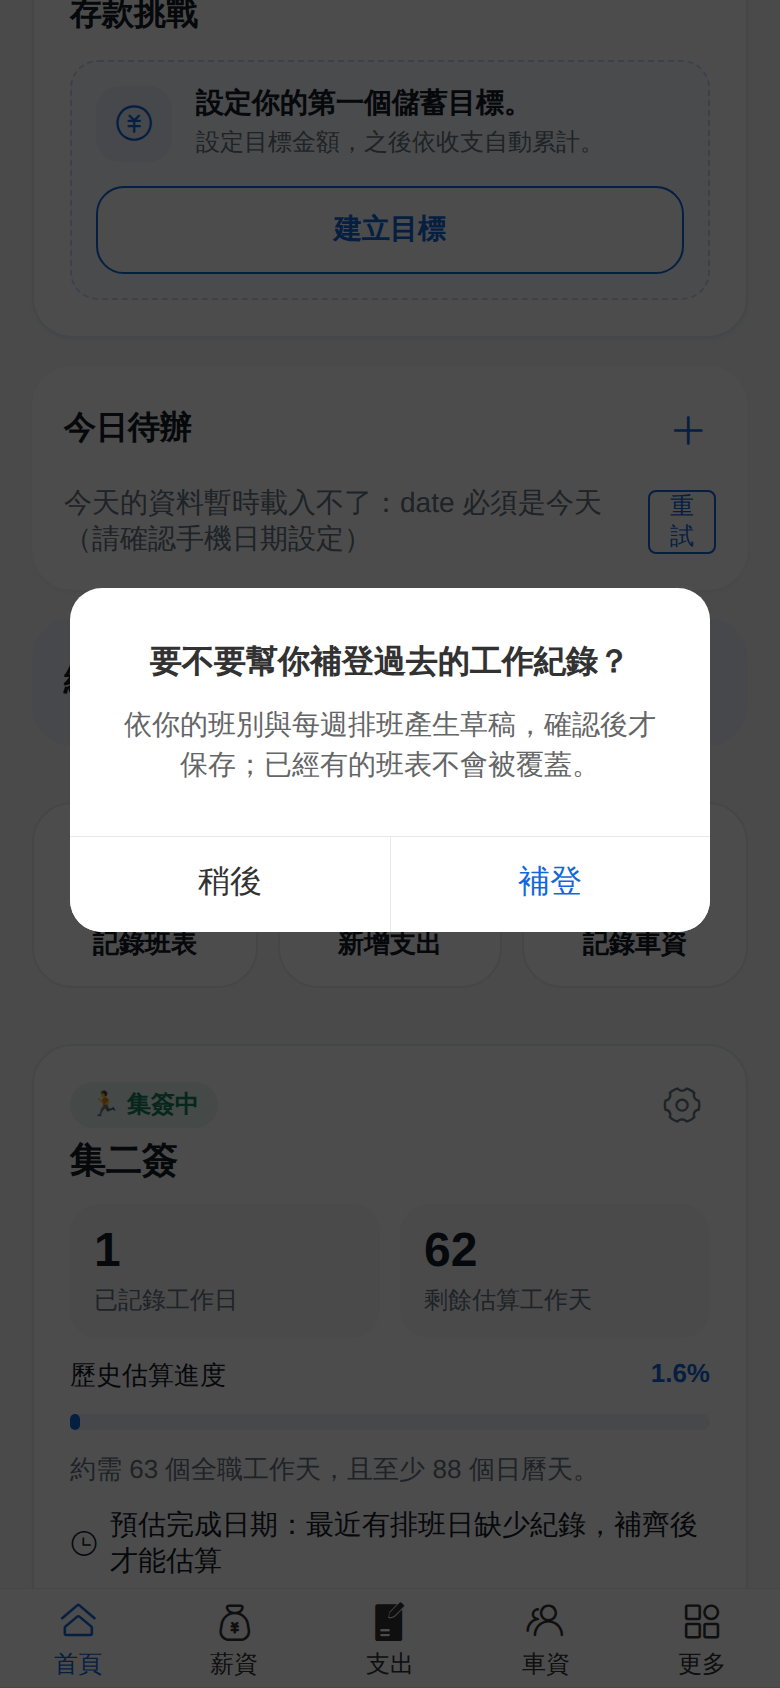 存款挑戰
設定你的第一個儲蓄目標。
設定目標金額，之後依收支自動累計。
建立目標
今日待辦
今天的資料暫時載入不了：date 必須是今天
（請確認手機日期設定）
重
試
要不要幫你補登過去的工作紀錄？
依你的班別與每週排班產生草稿，確認後才
保存；已經有的班表不會被覆蓋。
稍後
補登
記錄班表
新增支出
記錄車資
🏃 集簽中
集二簽
1
62
已記錄工作日
剩餘估算工作天
歷史估算進度
1.6%
約需 63 個全職工作天，且至少 88 個日曆天。
預估完成日期：最近有排班日缺少紀錄，補齊後
才能估算
首頁
薪資
支出
車資
更多